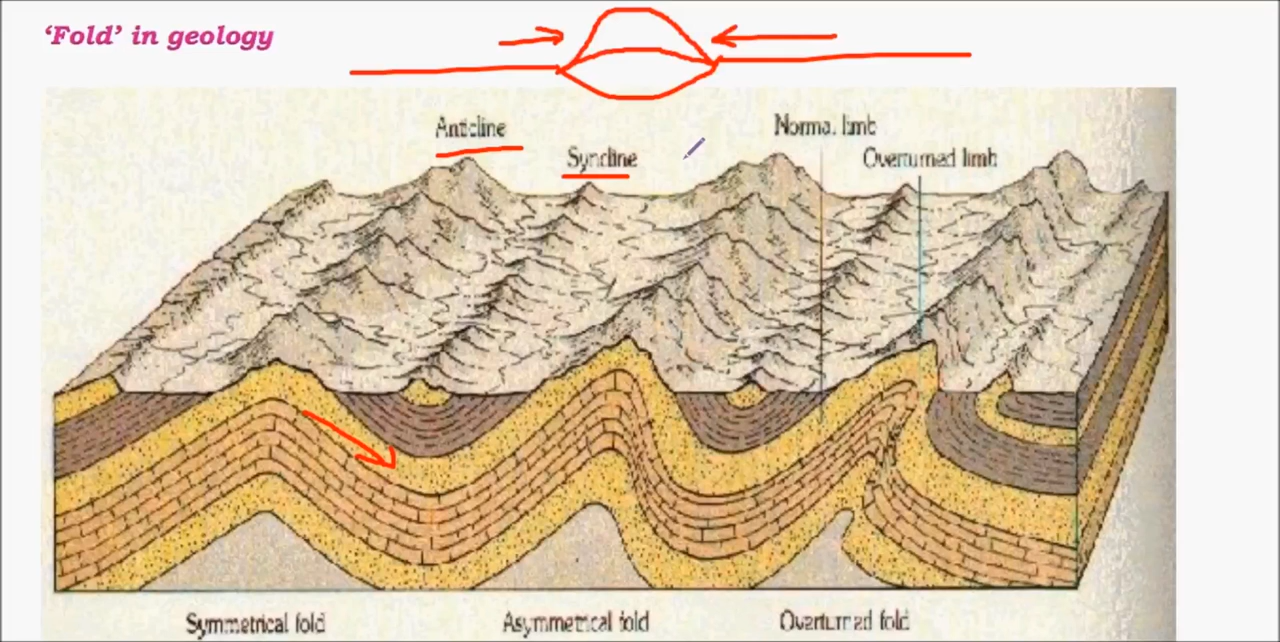 ‘Fold’ in geology
Anticline
Normal limb
Syncline
Overturned limb
Symmetrical fold
Asymmetrical fold
Overturned fold